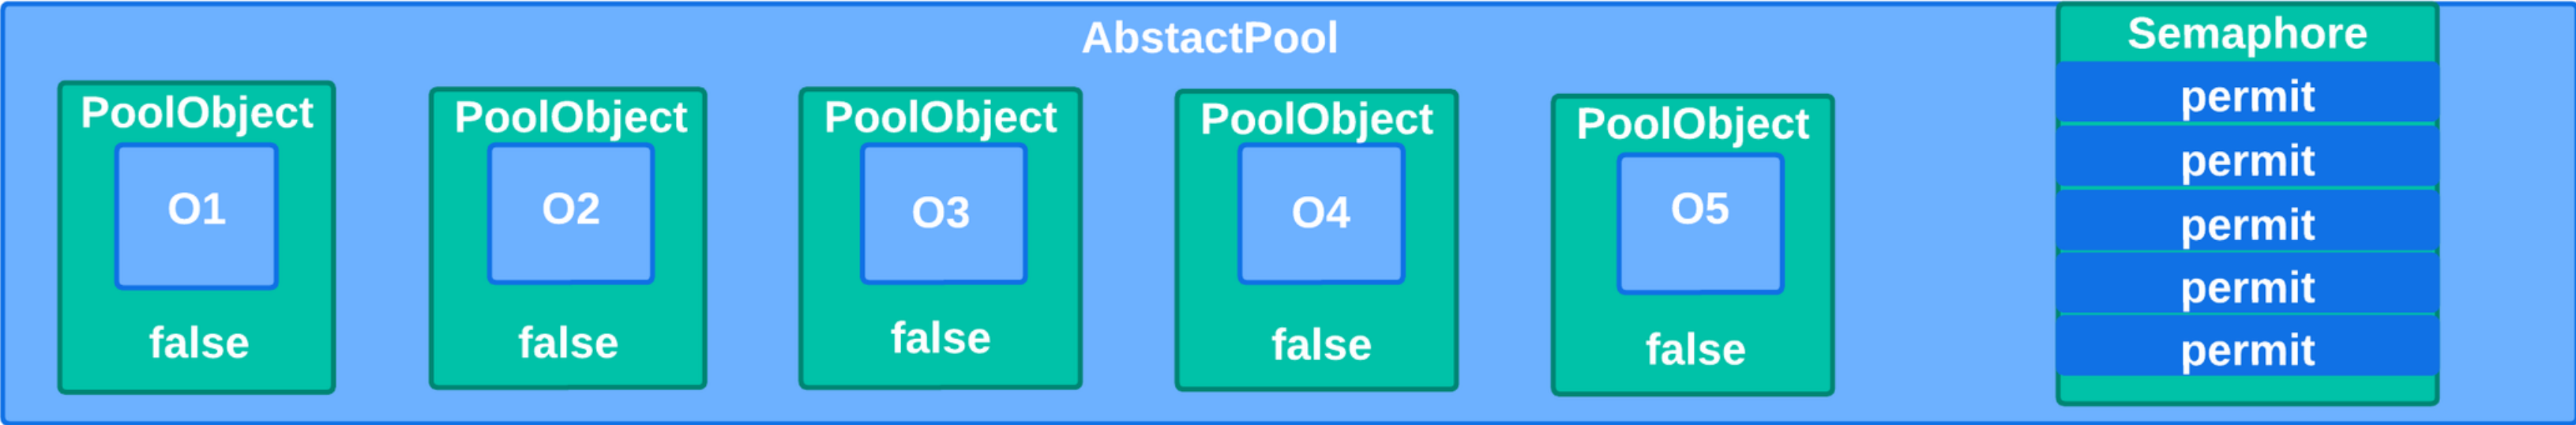 AbstactPool
PoolObject
O1
false
PoolObject
O2
false
PoolObject
O3
false
PoolObject
O4
false
PoolObject
O5
false
Semaphore
permit
permit
permit
permit
permit